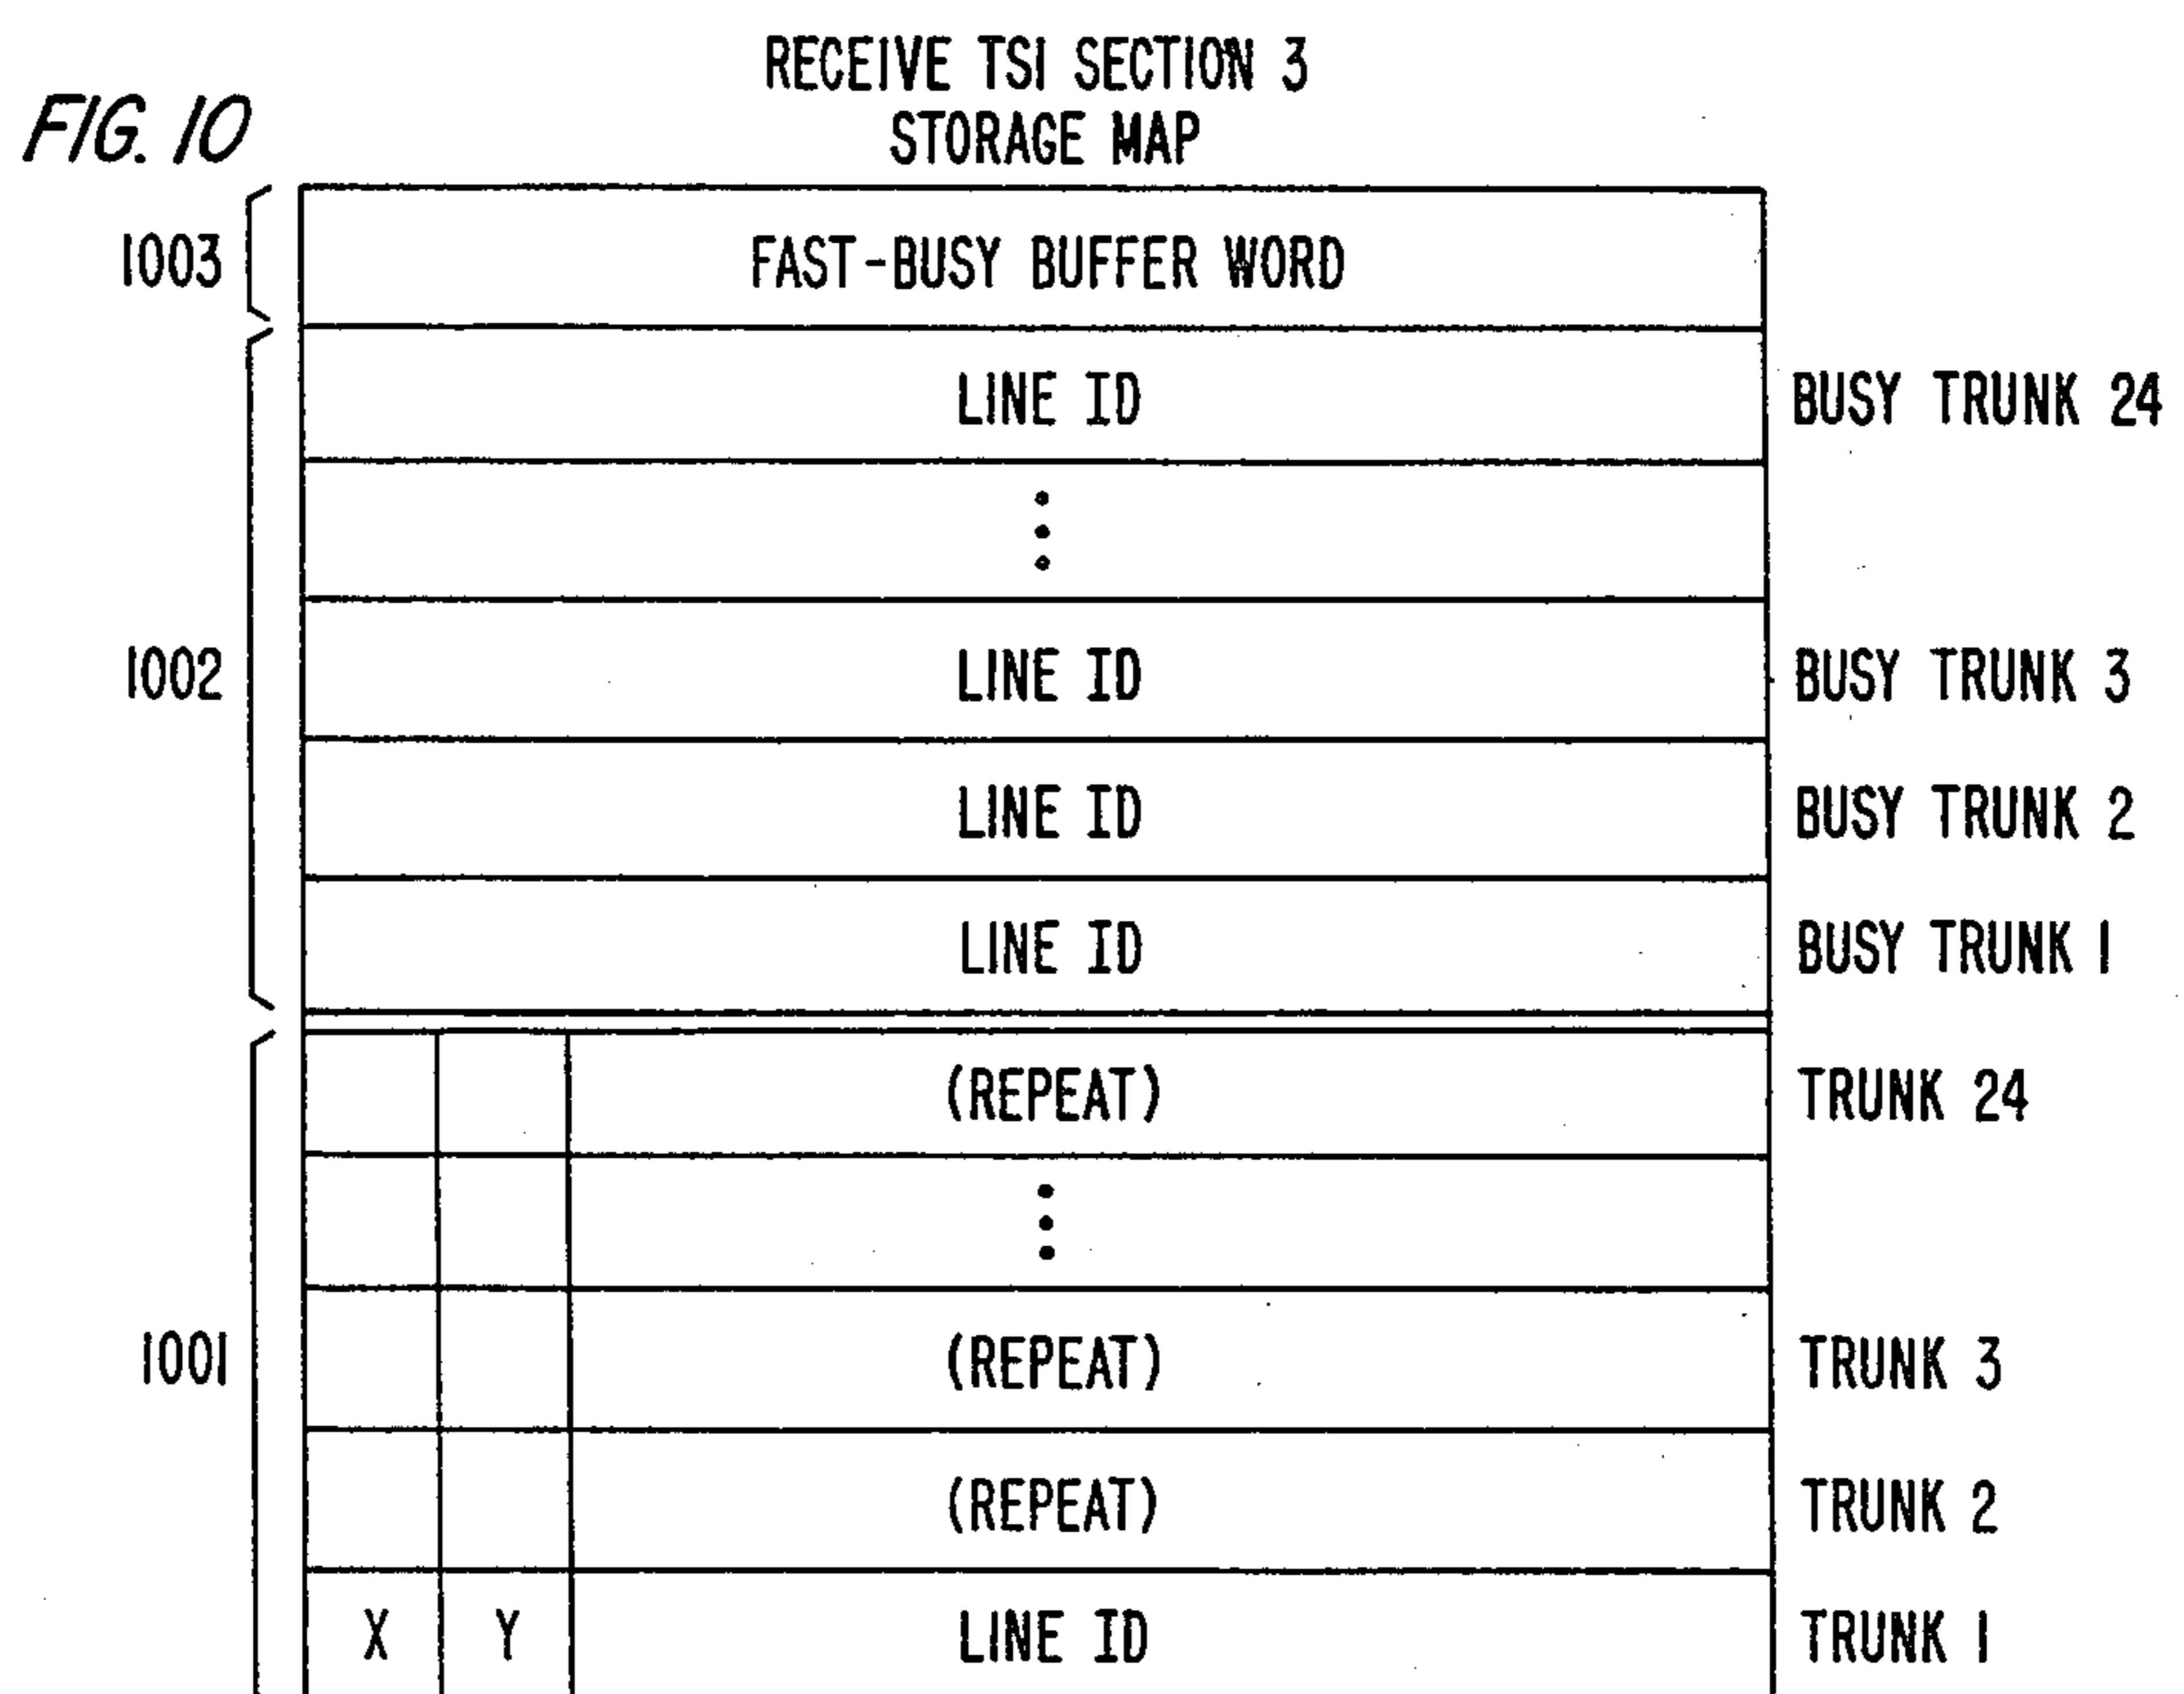 RECEIVE TSI SECTION 3
STORAGE MAP
FIG. 10
1003
FAST-BUSY BUFFER WORD
LINE ID BUSY TRUNK 24
1002
LINE ID BUSY TRUNK 3
LINE ID BUSY TRUNK 2
LINE ID BUSY TRUNK 1
(REPEAT) TRUNK 24
1001
(REPEAT) TRUNK 3
(REPEAT) TRUNK 2
X Y LINE ID TRUNK 1